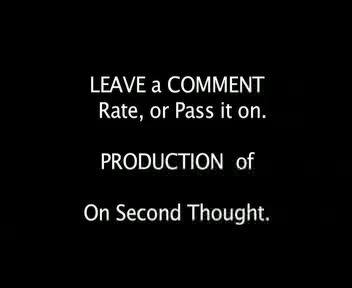 LEAVE a COMMENT
Rate, or Pass it on.
PRODUCTION of
On Second Thought.